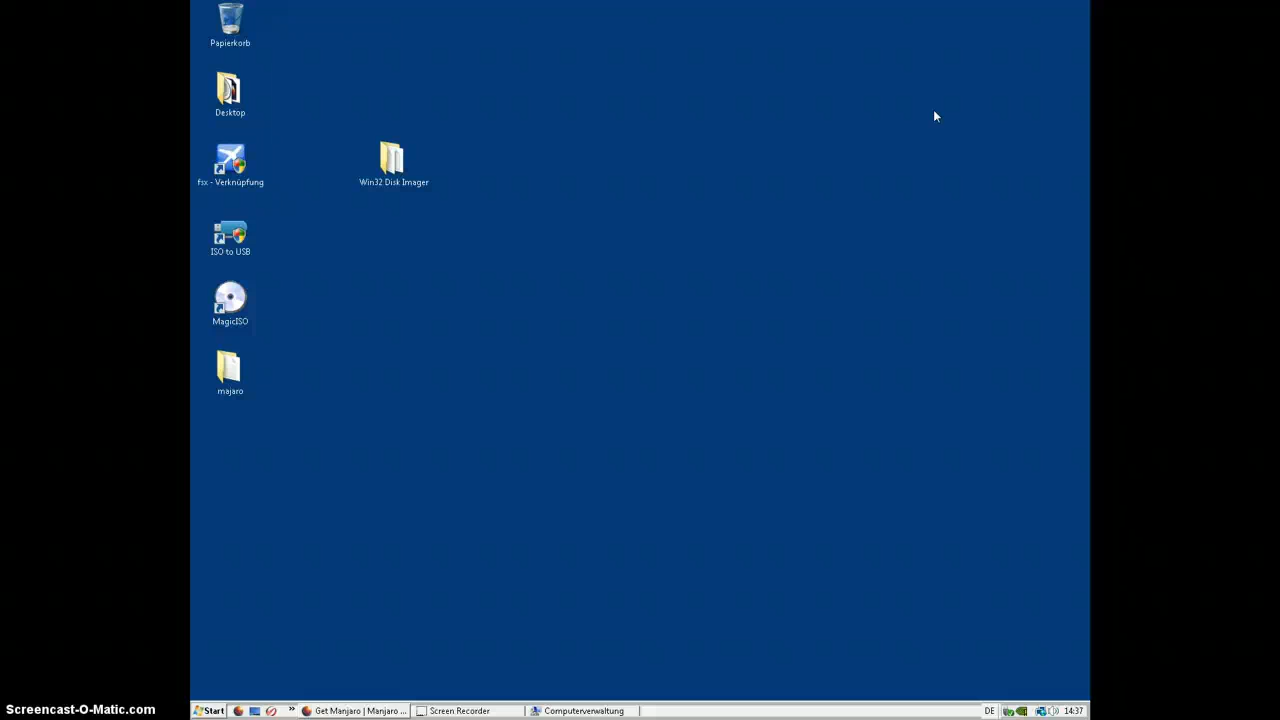 Papierkorb
Desktop
fsx - Verknüpfung
Win32 Disk Imager
ISO to USB
MagicISO
majaro
Screencast-O-Matic.com
Start
»
Get Manjaro | Manjaro ...
Screen Recorder
Computerverwaltung
DE
14:37